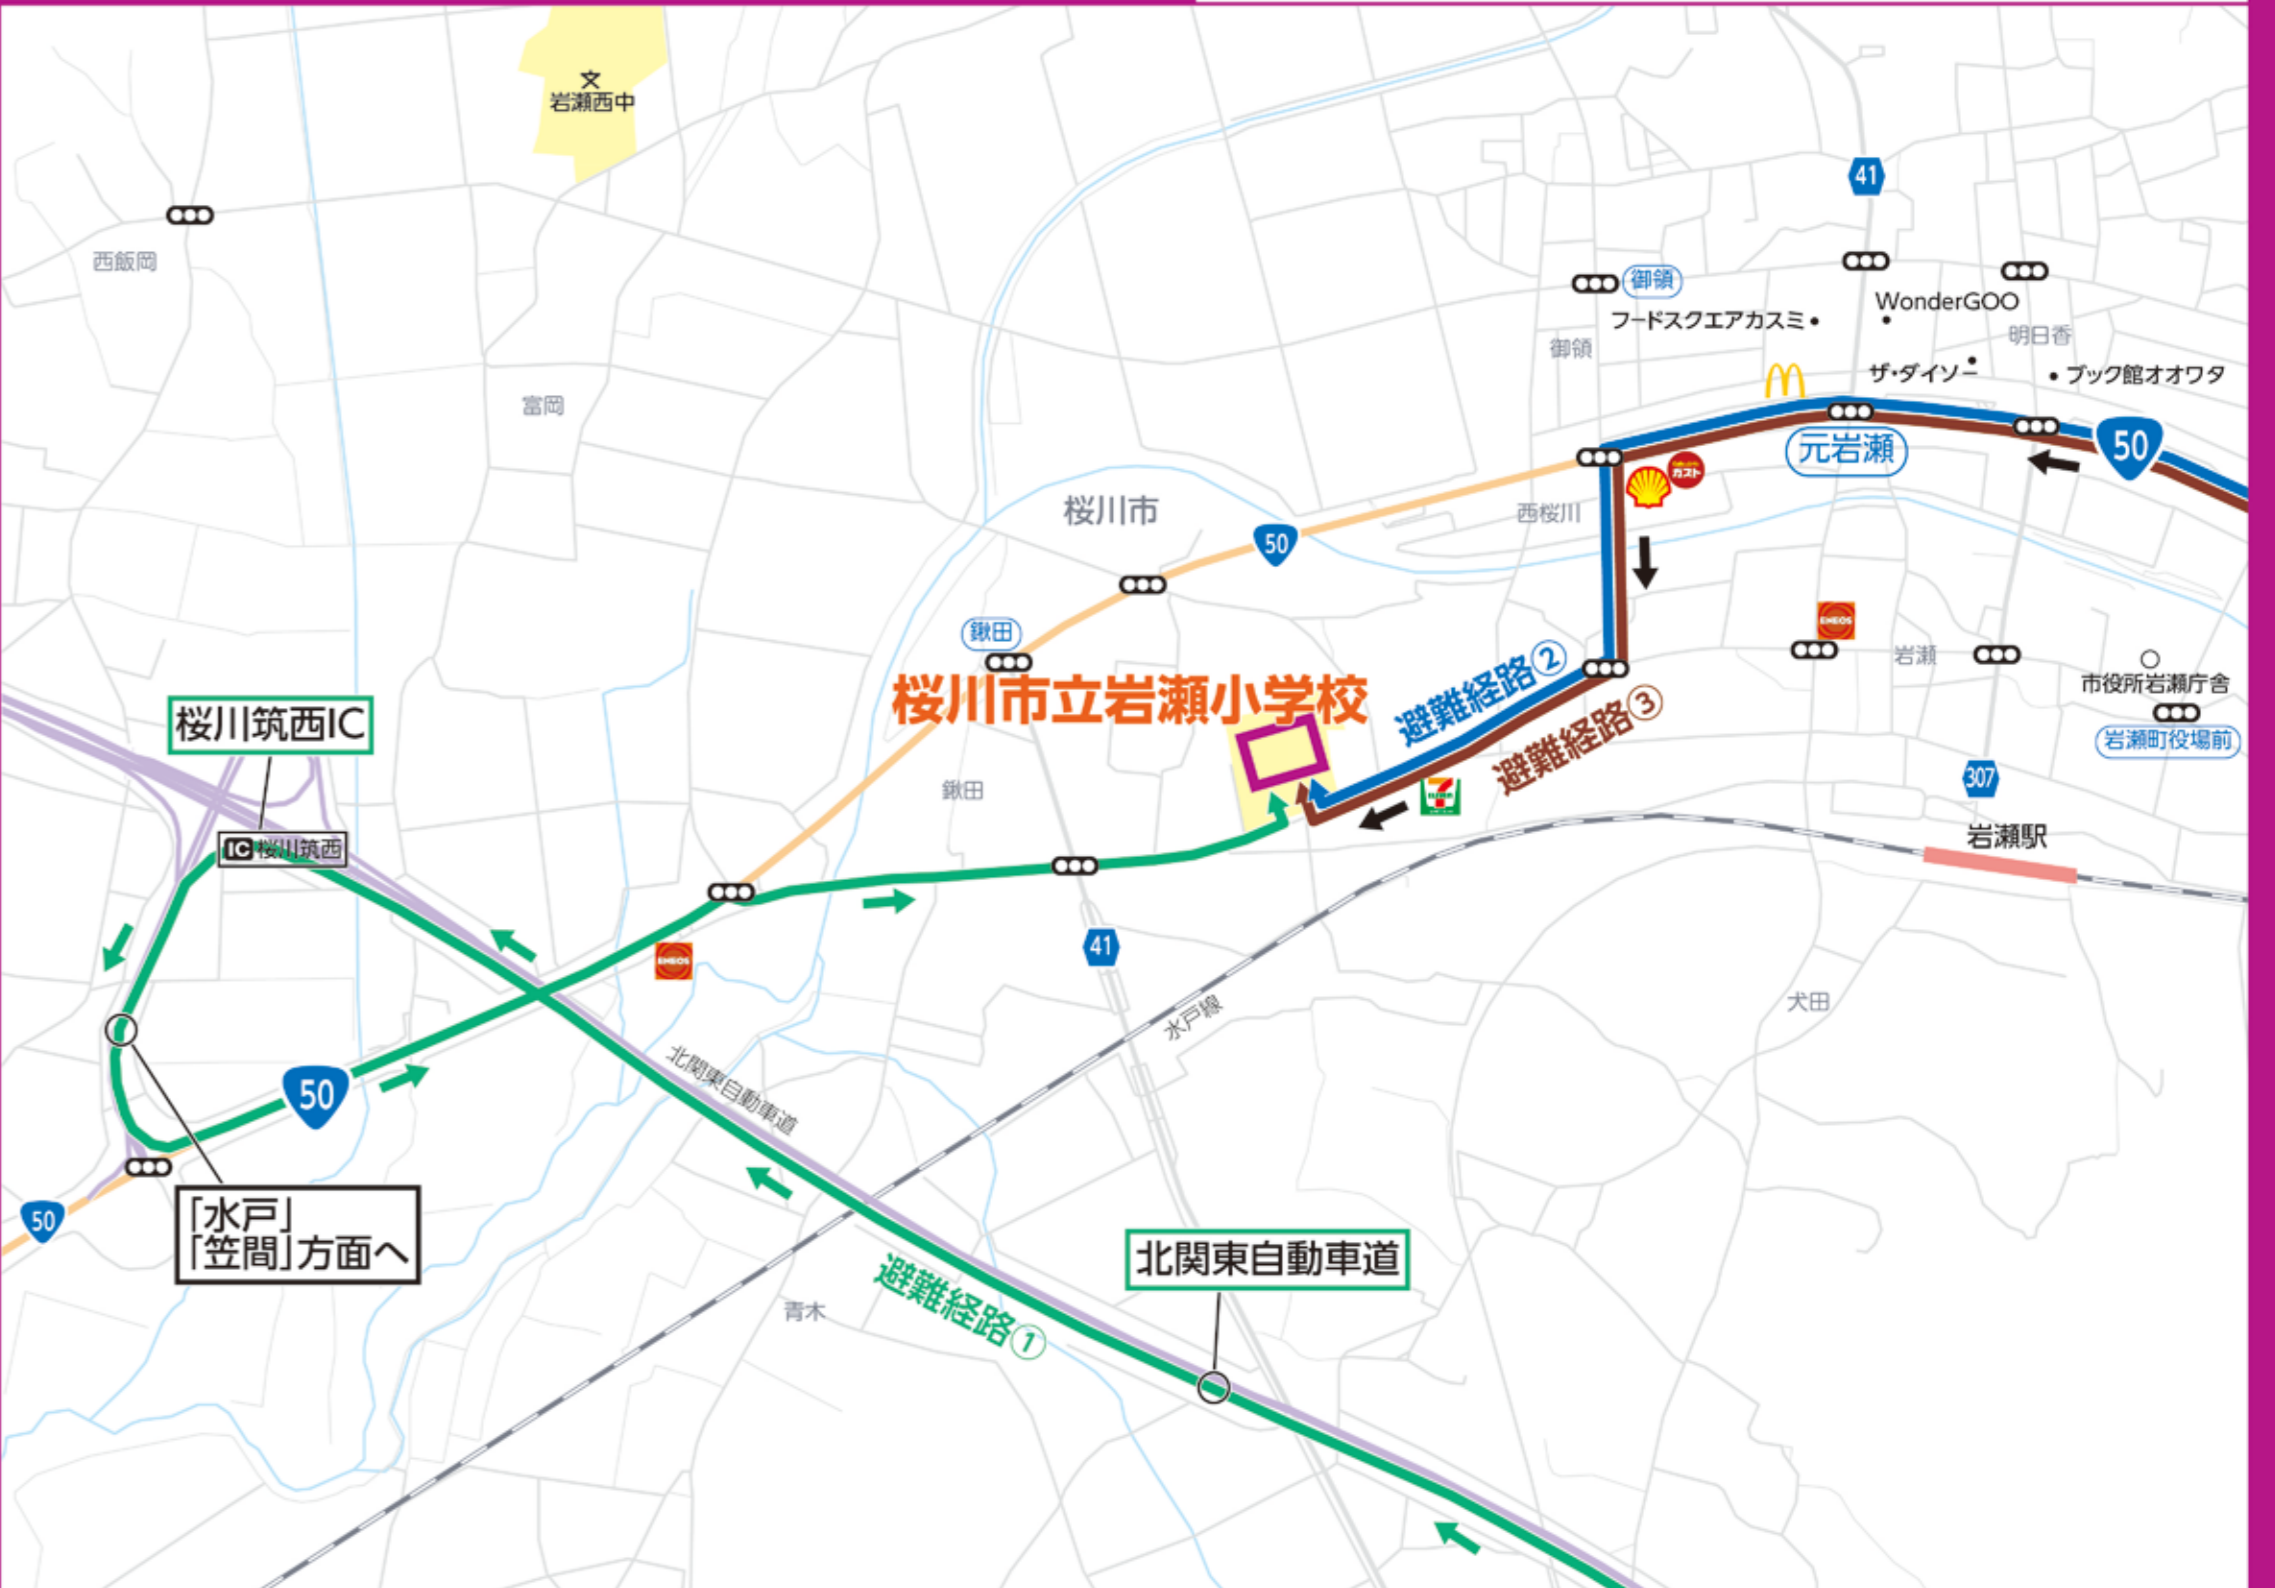 文
岩瀬西中
41
西飯岡
御領
WonderGOO
フードスクエアカスミ
明日香
御領
ザ・ダイソー
ブック館オオワタ
富岡
元岩瀬
50
ガスト
桜川市
西桜川
50
ENEOS
鍬田
岩瀬
避難経路②
市役所岩瀬庁舎
桜川市立岩瀬小学校
避難経路③
岩瀬町役場前
桜川筑西IC
鍬田
307
7
岩瀬駅
IC 桜川筑西
41
ENEOS
犬田
水戸線
北関東自動車道
50
50
「水戸」
「笠間」方面へ
北関東自動車道
避難経路①
青木